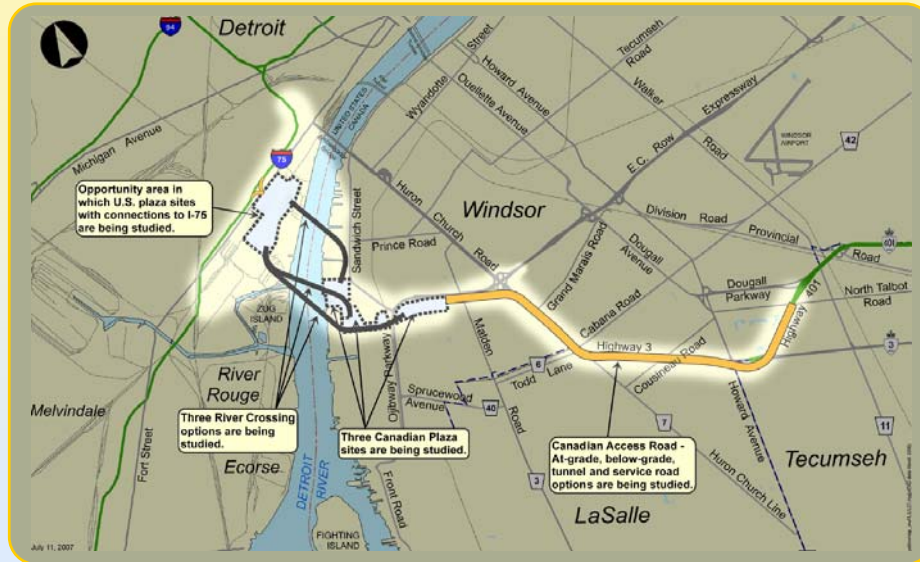 94
Detroit
Street
Howard Avenue
Tecumseh
Road
Walker
Road
Wyandotte
Ouellette Avenue
Expressway
UNITED STATES
CANADA
WINDSOR
AIRPORT
42
Michigan Avenue
75
E.C. Row
Opportunity area in
which U.S. plaza sites
with connections to I-75
are being studied.
Sandwich Street
Huron
Church
Road
Windsor
Division Road
Provincial
Road
401
Prince Road
Grand Marais Road
Dougall
Avenue
Dougall
Parkway
401
North Talbot
Road
Highway
ZUG
ISLAND
Cabana Road
Highway 3
3
River
Rouge
Malden
Road
6
Todd Lane
Cousineau Road
Ojibway Parkway
Sprucewood
Avenue
40
Melvindale
Three River Crossing
options are being
studied.
Three Canadian Plaza
sites are being studied.
Canadian Access Road -
At-grade, below-grade,
tunnel and service road
options are being studied.
7
Howard Avenue
11
Fort Street
Ecorse
DETROIT
RIVER
Front Road
3
Huron Church Line
Tecumseh
LaSalle
FIGHTING
ISLAND
July 11, 2007